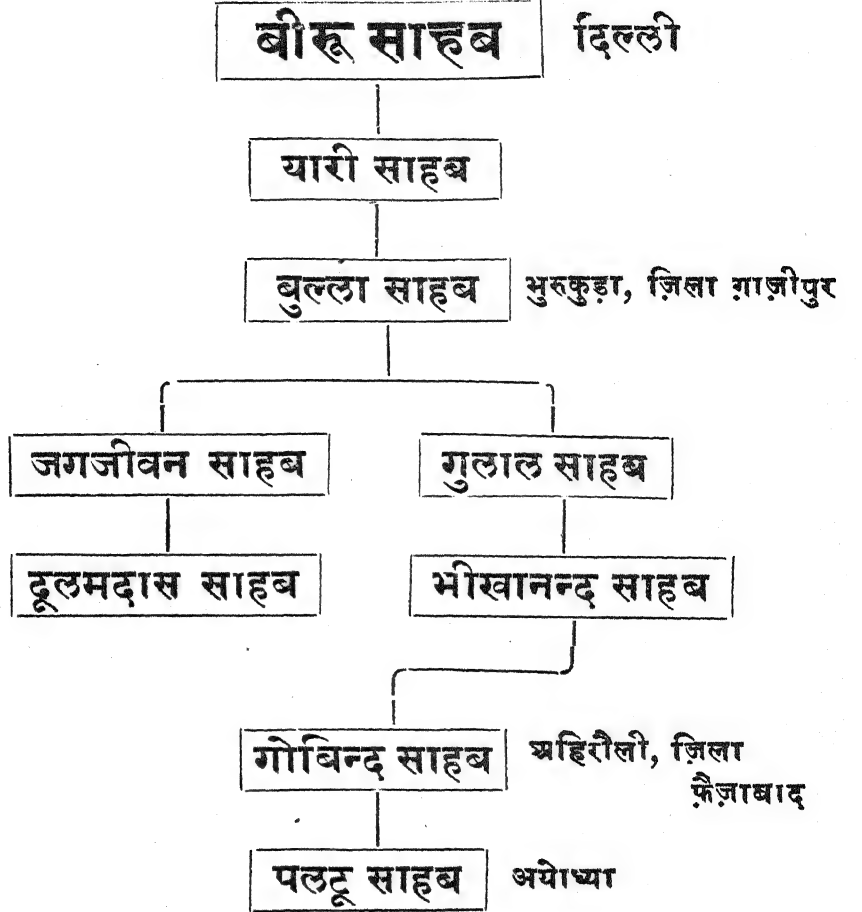 बीरू साहब दिल्ली
यारी साहब
बुल्ला साहब भुरुकुड़ा, ज़िला ग़ाज़ीपुर
जगजीवन साहब गुलाल साहब
दूलमदास साहब भीखानन्द साहब
गोबिन्द साहब अहिरौली, ज़िला
फ़ैज़ाबाद
पलटू साहब अयोध्या